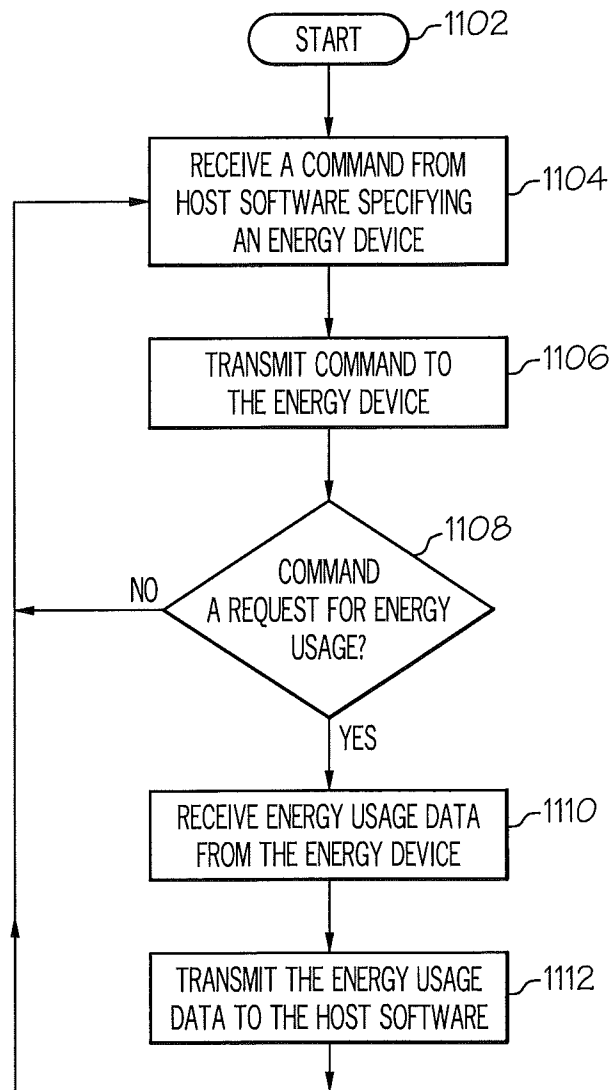 START
1102
RECEIVE A COMMAND FROM
HOST SOFTWARE SPECIFYING
AN ENERGY DEVICE
1104
TRANSMIT COMMAND TO
THE ENERGY DEVICE
1106
1108
COMMAND
A REQUEST FOR ENERGY
USAGE?
NO
YES
RECEIVE ENERGY USAGE DATA
FROM THE ENERGY DEVICE
1110
TRANSMIT THE ENERGY USAGE
DATA TO THE HOST SOFTWARE
1112